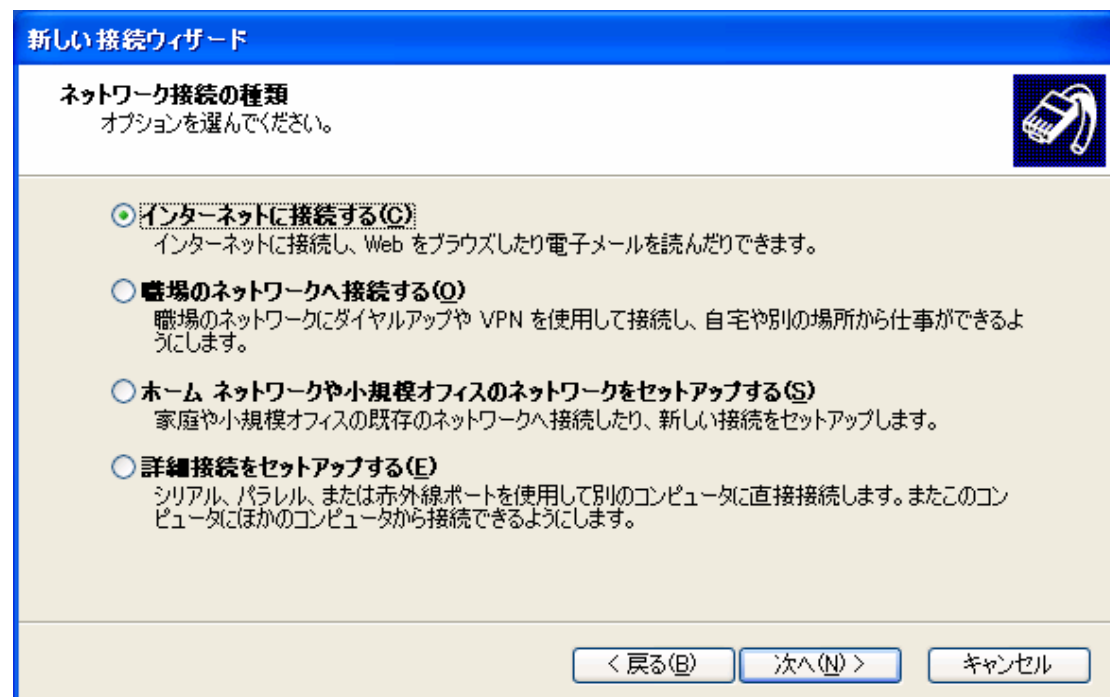 新しい接続ウィザード
ネットワーク接続の種類
オプションを選んでください。
インターネットに接続する(C)
インターネットに接続し、Web をブラウズしたり電子メールを読んだりできます。
職場のネットワークへ接続する(O)
職場のネットワークにダイヤルアップや VPN を使用して接続し、自宅や別の場所から仕事ができるよ
うにします。
ホーム ネットワークや小規模オフィスのネットワークをセットアップする(S)
家庭や小規模オフィスの既存のネットワークへ接続したり、新しい接続をセットアップします。
詳細接続をセットアップする(E)
シリアル、パラレル、または赤外線ポートを使用して別のコンピュータに直接接続します。またこのコン
ピュータにほかのコンピュータから接続できるようにします。
< 戻る(B) 次へ(N) > キャンセル